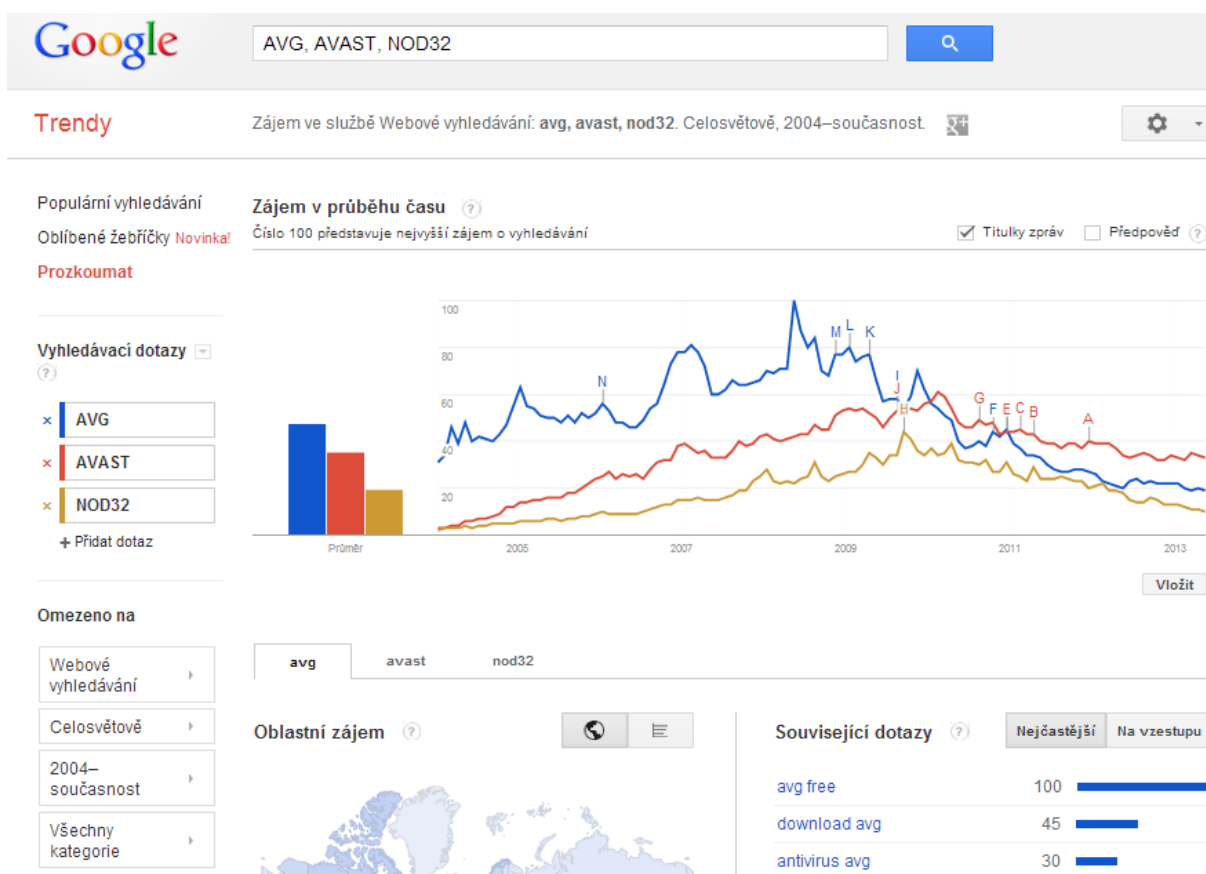 Google
AVG, AVAST, NOD32
Trendy
Zájem ve službě Webové vyhledávání: avg, avast, nod32. Celosvětově, 2004–současnost.
Populární vyhledávání
Oblíbené žebříčky Novinka!
Prozkoumat
Vyhledávací dotazy
?
× AVG
× AVAST
× NOD32
+ Přidat dotaz
Omezeno na
Webové
vyhledávání
Celosvětově
2004–
současnost
Všechny
kategorie
Zájem v průběhu času ?
Číslo 100 představuje nejvyšší zájem o vyhledávání
Titulky zpráv
Předpověď ?
100
80
60
40
20
N
M
L
K
I
J
H
G
F
E
C
B
A
Průměr
2005
2007
2009
2011
2013
Vložit
avg
avast
nod32
Oblastní zájem ?
Související dotazy ?
Nejčastější
Na vzestupu
avg free 100
download avg 45
antivirus avg 30